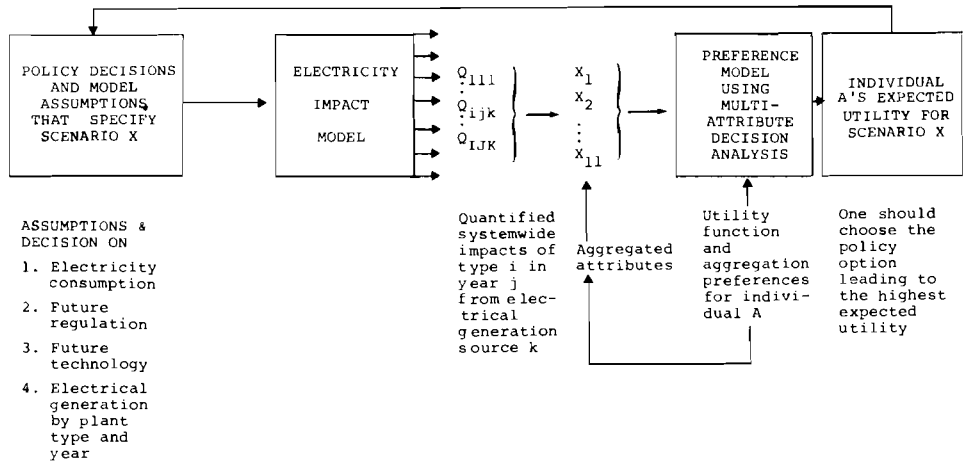 POLICY DECISIONS
AND MODEL
ASSUMPTIONS
THAT SPECIFY
SCENARIO X
ELECTRICITY
IMPACT
MODEL
Q111
Qijk
QIJK
X1
X2
X11
PREFERENCE
MODEL
USING
MULTI-
ATTRIBUTE
DECISION
ANALYSIS
INDIVIDUAL
A'S EXPECTED
UTILITY FOR
SCENARIO X
ASSUMPTIONS &
DECISION ON
1. Electricity
consumption
2. Future
regulation
3. Future
technology
4. Electrical
generation
by plant
type and
year
Quantified
systemwide
impacts of
type i in
year j
from elec-
trical
generation
source k
Aggregated
attributes
Utility
function
and
aggregation
preferences
for indivi-
dual A
One should
choose the
policy
option
leading to
the highest
expected
utility